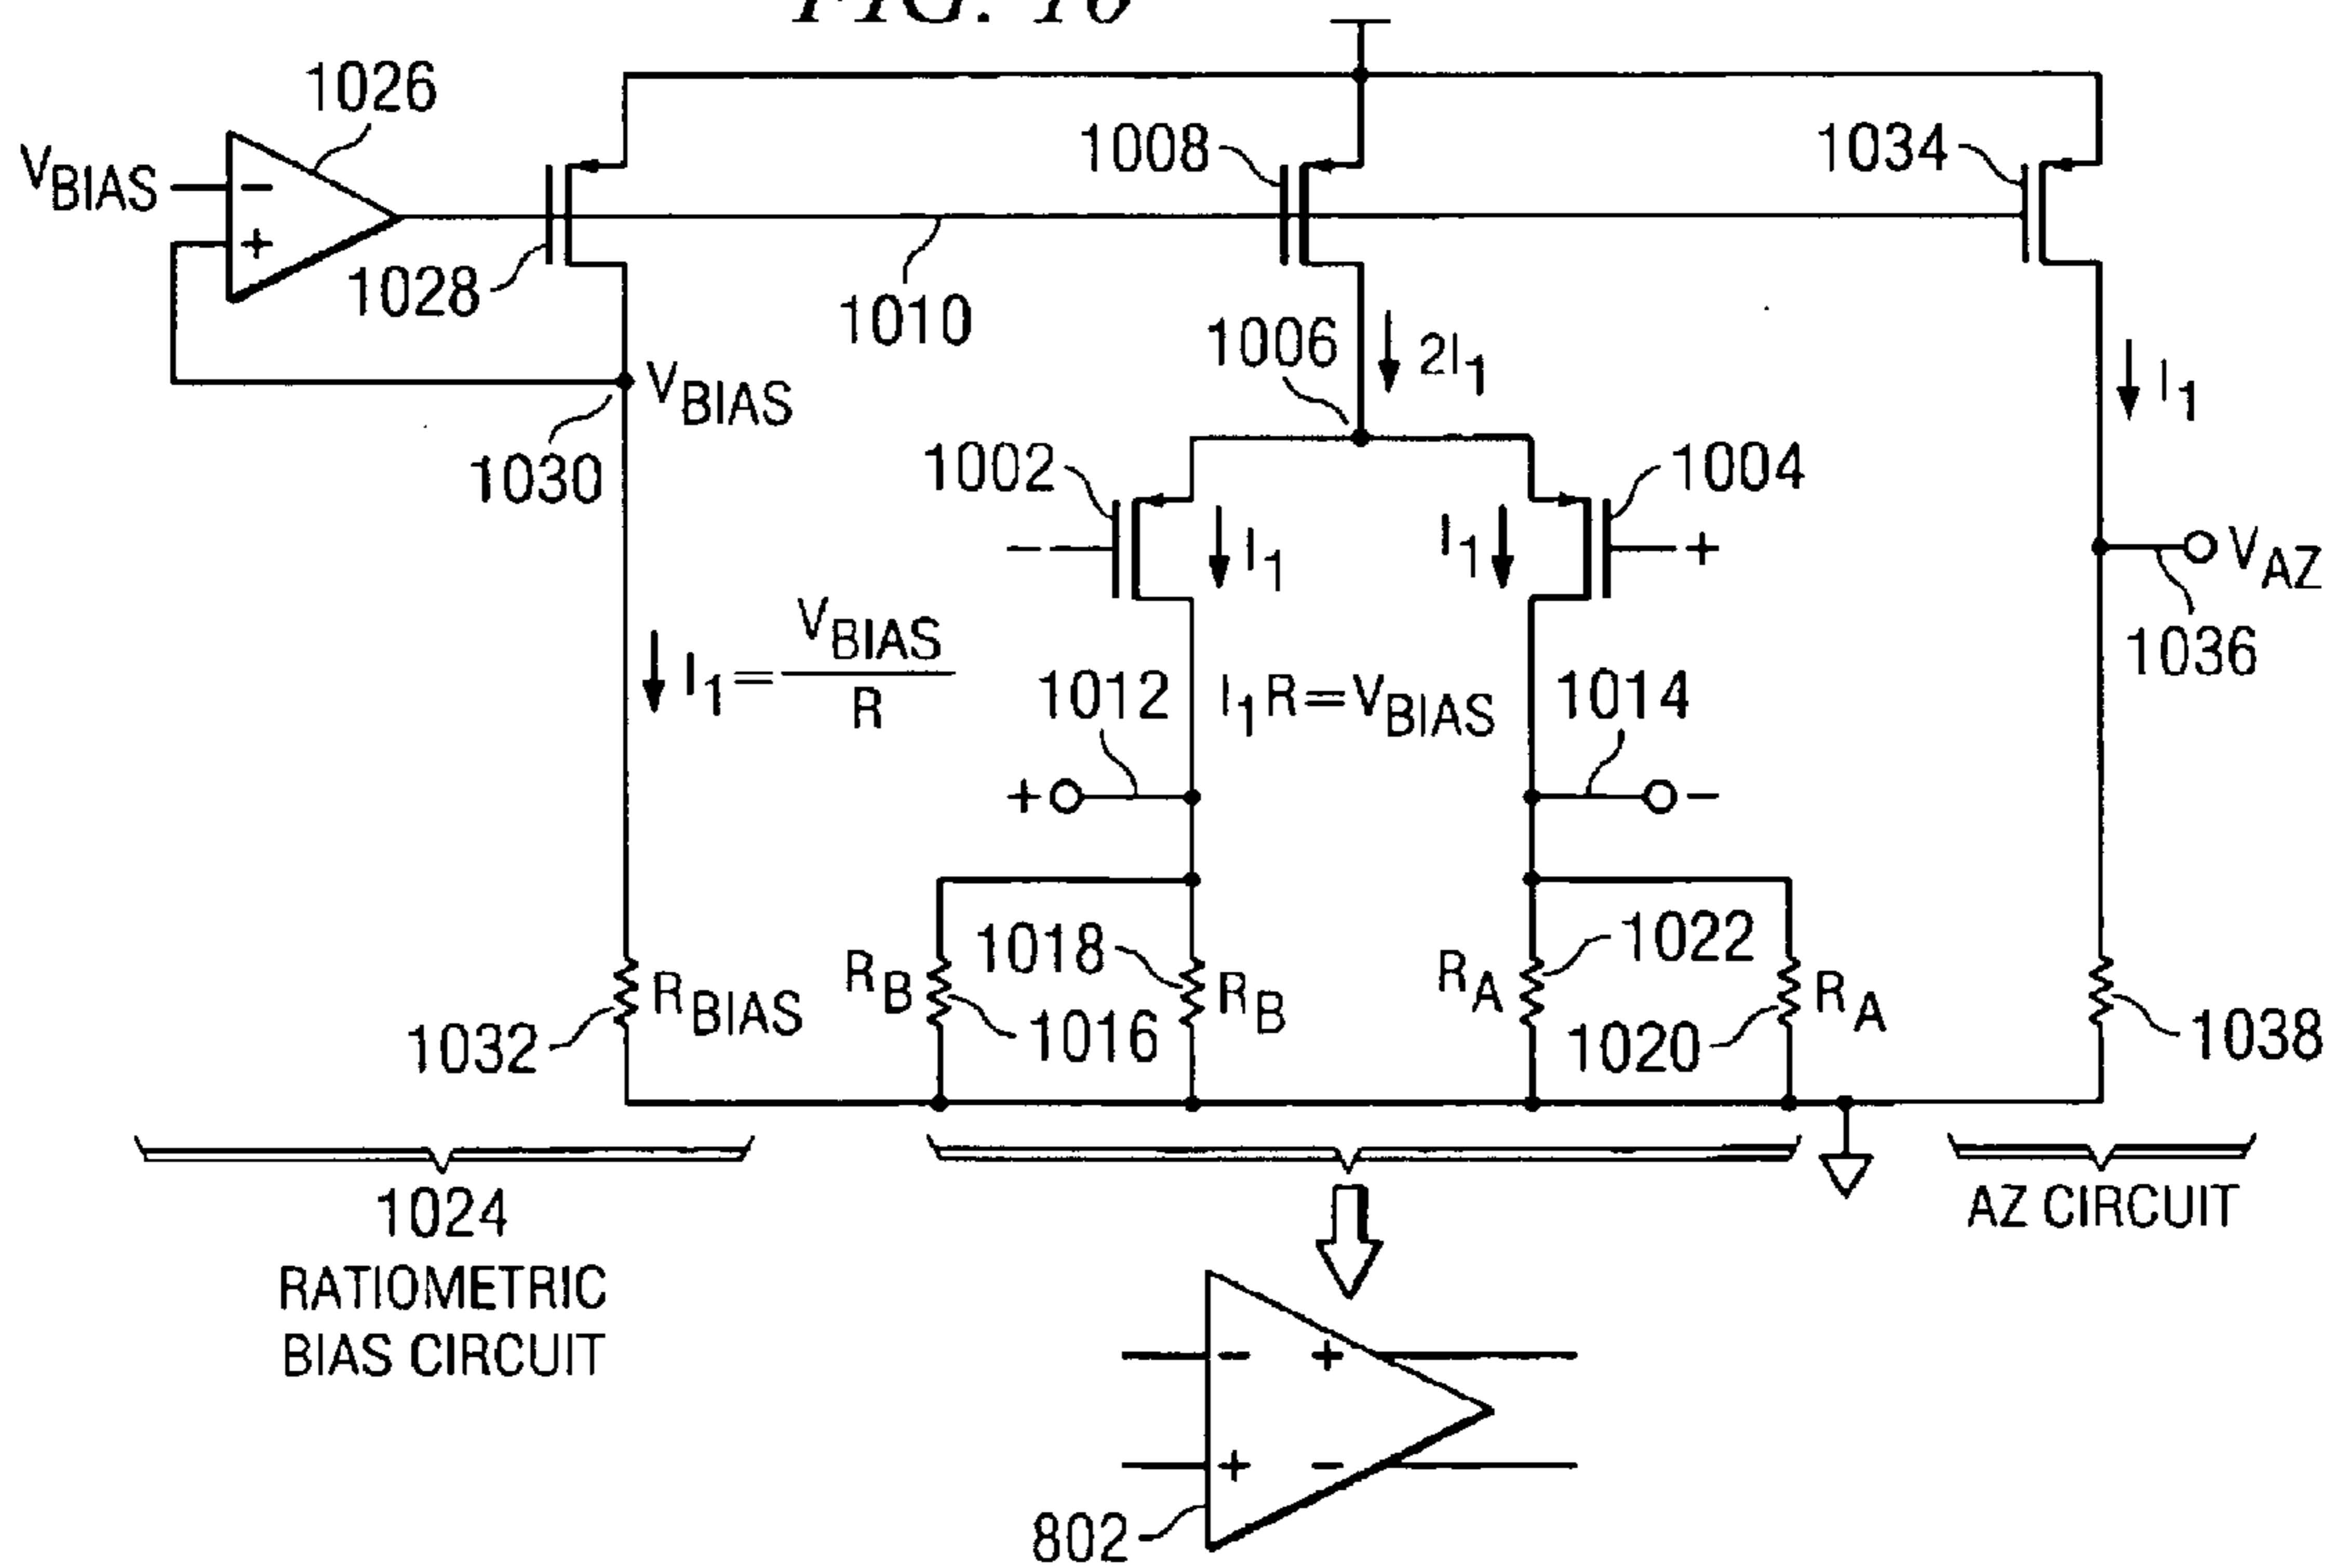 FIG. 10
1026
VBIAS
−
+
1028
1010
1008
1034
1030
VBIAS
1006
2I1
I1
1002
1004
−
I1
I1
+
VAZ
1036
I1 = VBIAS
R
1012
I1R=VBIAS
1014
+
−
RBIAS
1032
RB
1018
RB
1016
RA
1022
RA
1020
1038
1024
RATIOMETRIC
BIAS CIRCUIT
AZ CIRCUIT
− +
+ −
802